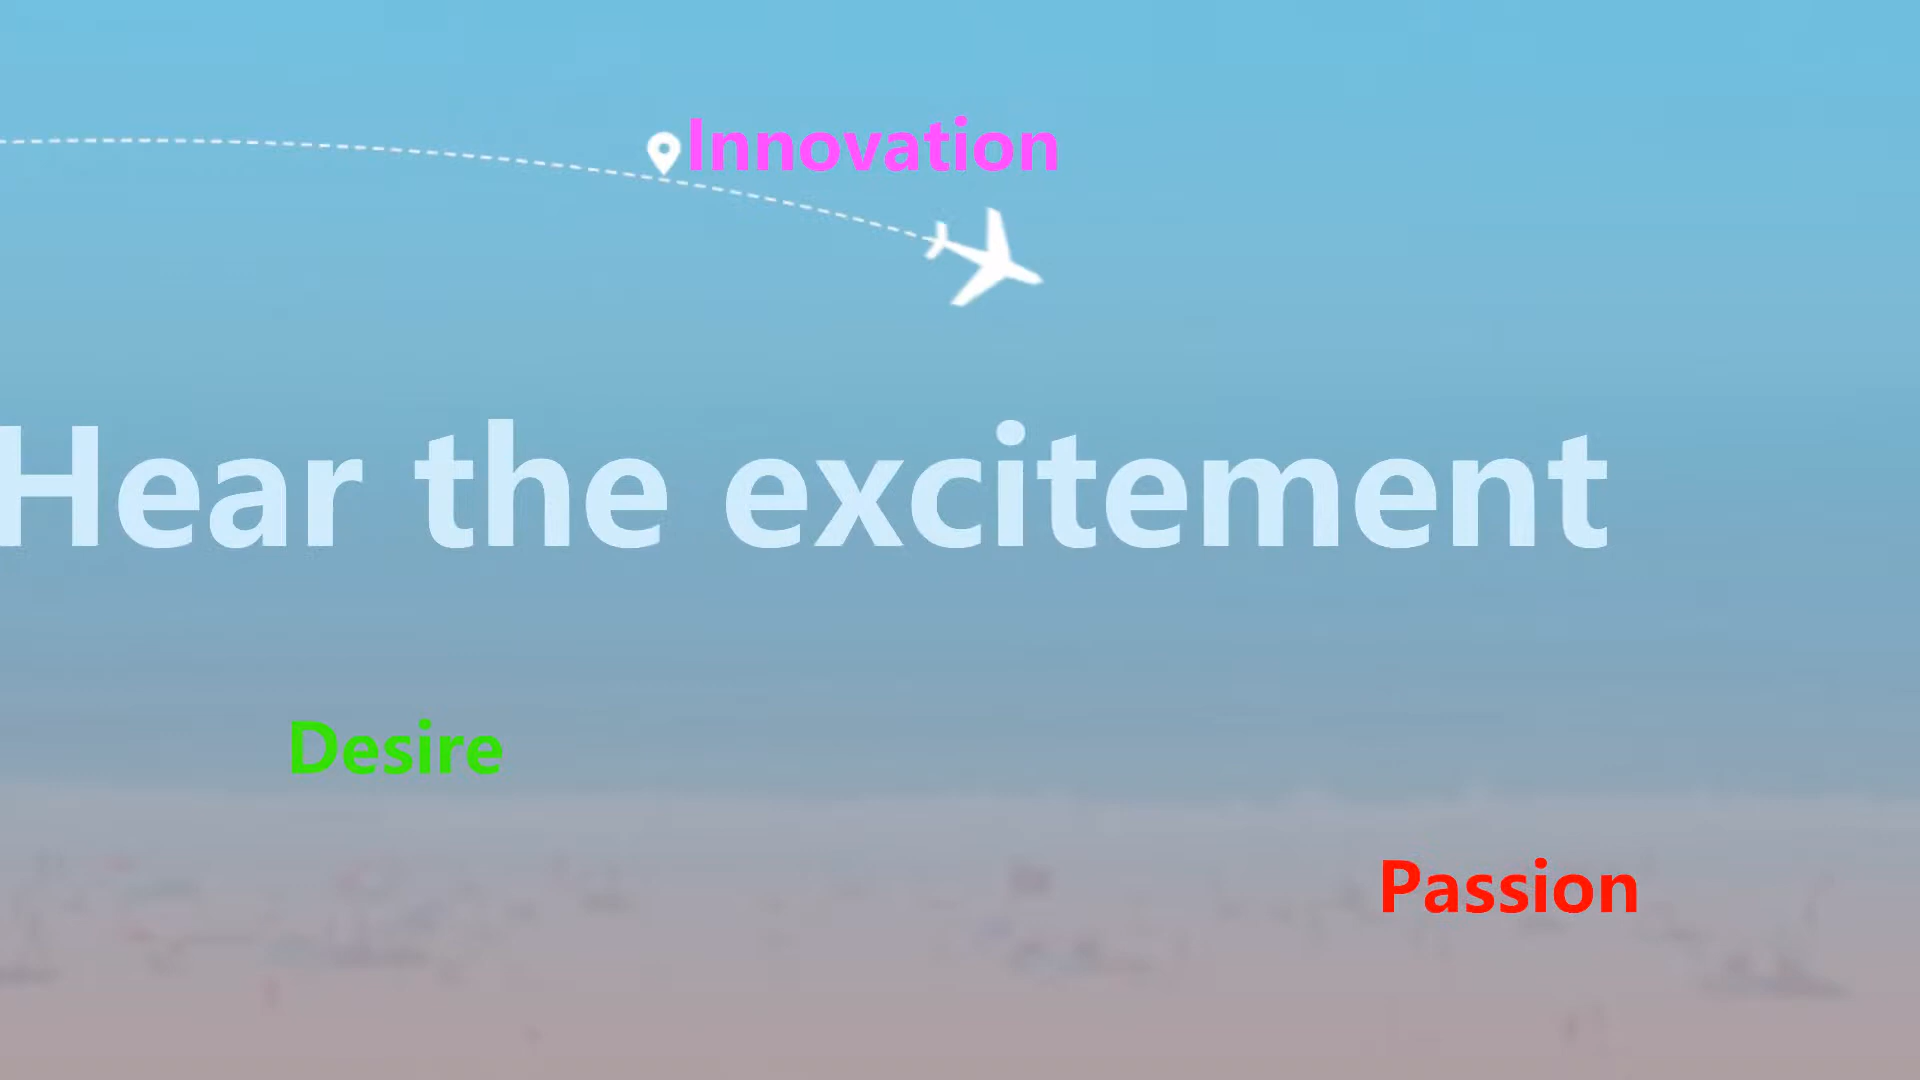 Innovation
Hear the excitement
Desire
Passion